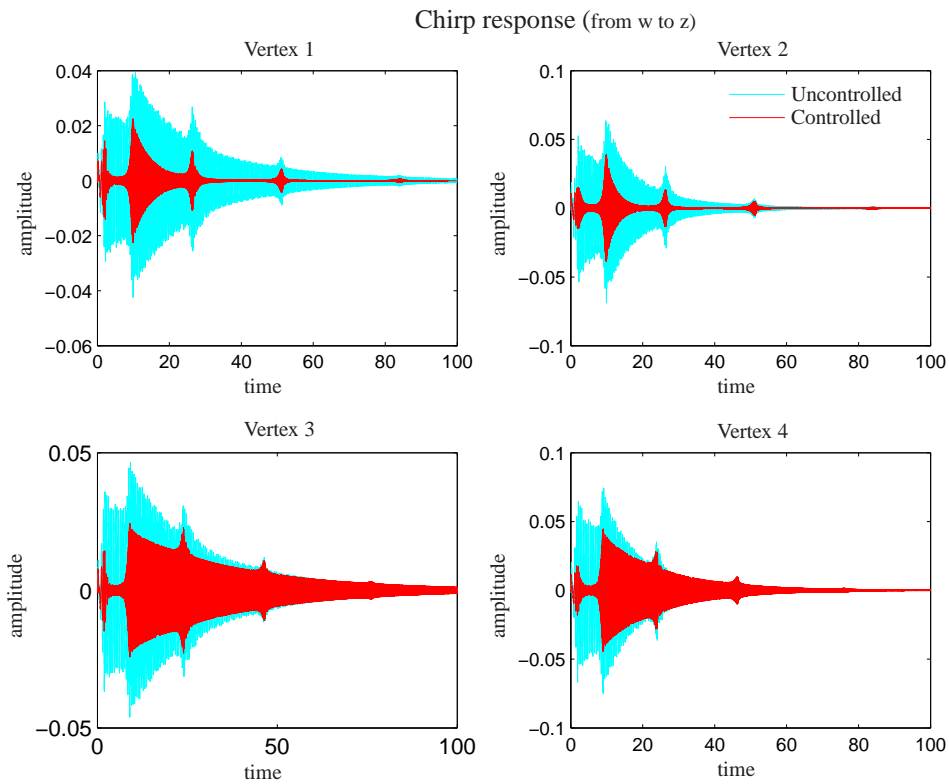 Chirp response (from w to z)
Vertex 1
0.04
0.02
0
−0.02
−0.04
−0.06
amplitude
0 20 40 60 80 100
time
Vertex 2
0.1
0.05
0
−0.05
−0.1
amplitude
Uncontrolled
Controlled
0 20 40 60 80 100
time
Vertex 3
0.05
0
−0.05
amplitude
0 50 100
time
Vertex 4
0.1
0.05
0
−0.05
−0.1
amplitude
0 20 40 60 80 100
time